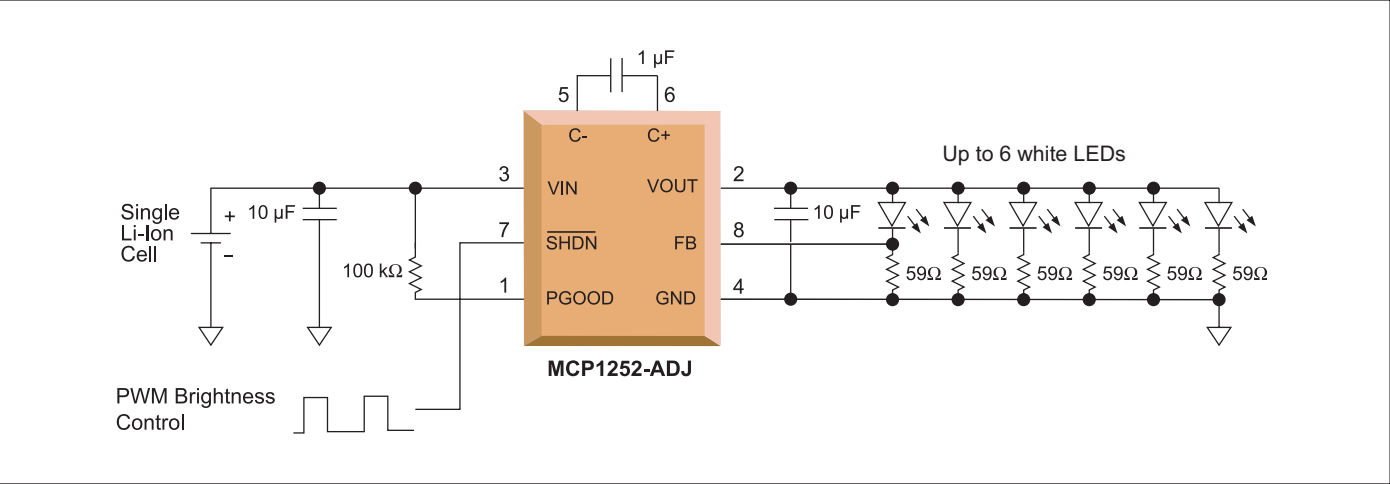 1 µF
5
6
C-
C+
Up to 6 white LEDs
3
VIN
VOUT
2
Single
Li-Ion
Cell
+
–
10 µF
10 µF
7
SHDN
FB
8
100 kΩ
59Ω
59Ω
59Ω
59Ω
59Ω
59Ω
1
PGOOD
GND
4
MCP1252-ADJ
PWM Brightness
Control